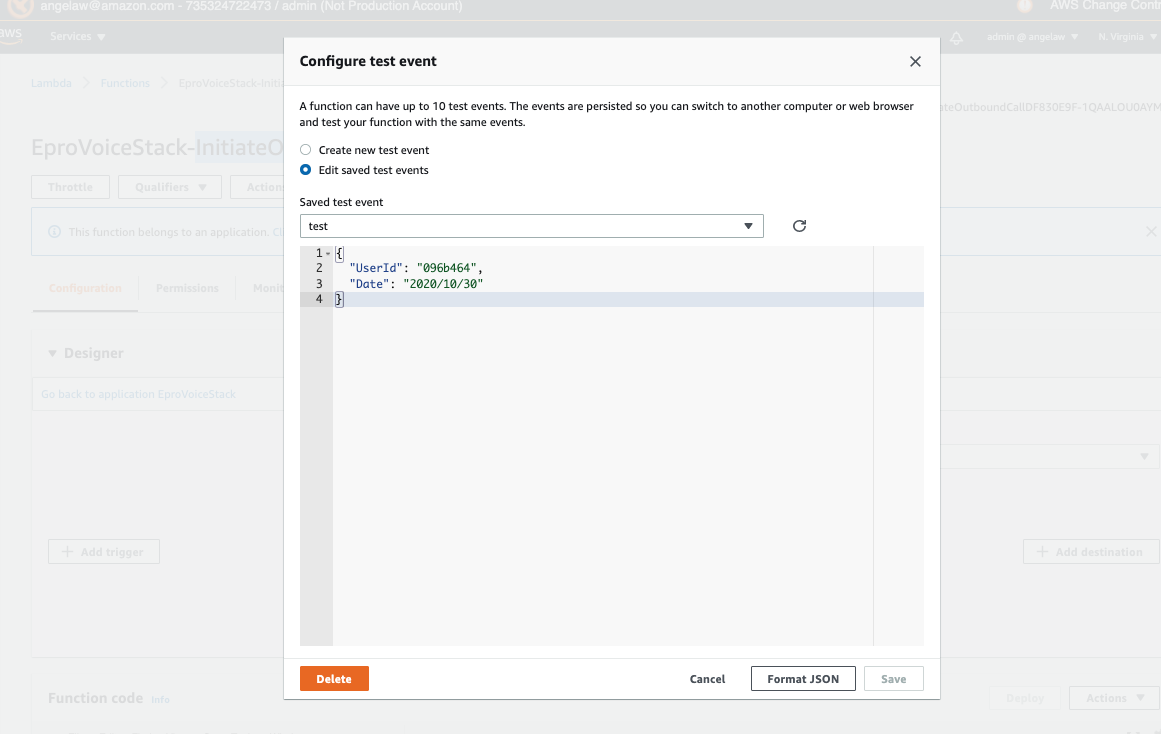 angelaw@amazon.com - 735324722473 / admin (Not Production Account)
AWS Change Contr
aws
Services
admin @ angelaw
N. Virginia
Lambda
Functions
EproVoiceStack-Initia
ateOutboundCallDF830E9F-1QAALOU0AYM
EproVoiceStack-InitiateO
Throttle
Qualifiers
Action
This function belongs to an application. Cl
Configuration
Permissions
Monit
Designer
Go back to application EproVoiceStack
Add trigger
Add destination
Function code
Info
Deploy
Actions
Configure test event
A function can have up to 10 test events. The events are persisted so you can switch to another computer or web browser
and test your function with the same events.
Create new test event
Edit saved test events
Saved test event
test
1 {
2 "UserId": "096b464",
3 "Date": "2020/10/30"
4 }
Delete
Cancel
Format JSON
Save